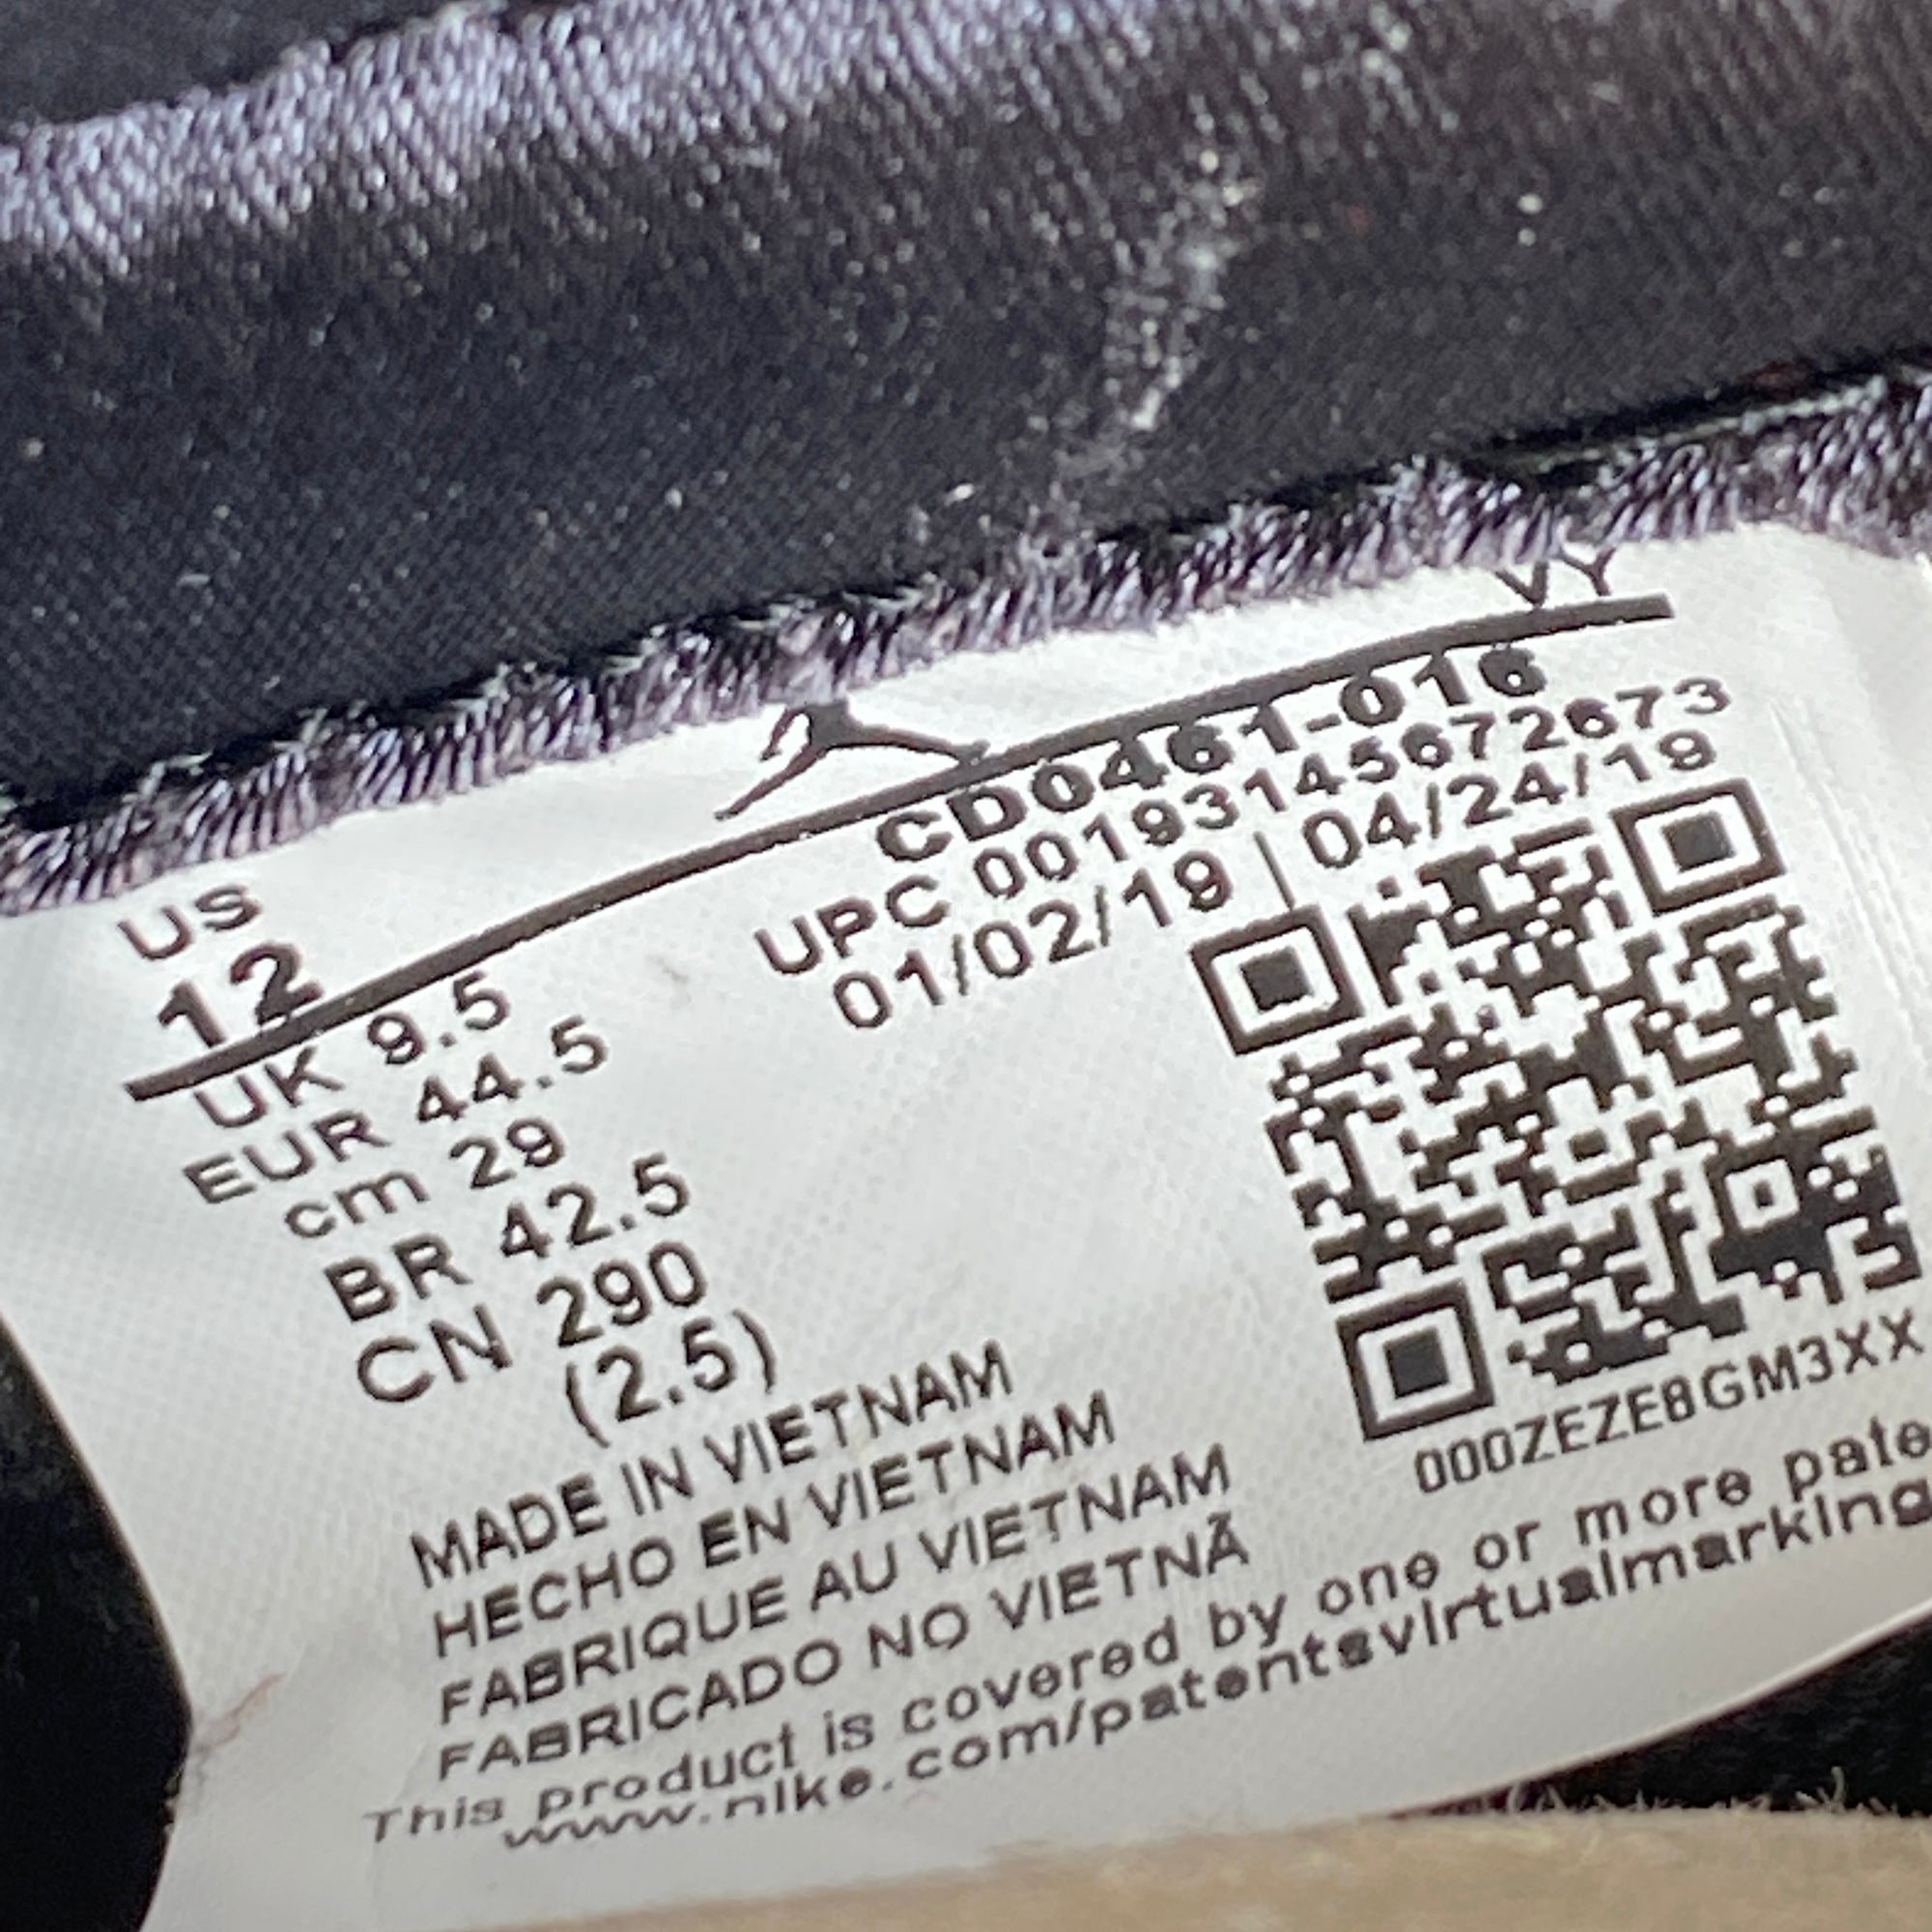 VY
US
12
CD0461-016
UPC 00193145672673
01/02/19 | 04/24/19
UK 9.5
EUR 44.5
cm 29
BR 42.5
CN 290
(2.5)
000ZEZE8GM3XX
MADE IN VIETNAM
HECHO EN VIETNAM
FABRIQUE AU VIETNAM
FABRICADO NO VIETNÃ
This product is covered by one or more pate
www.nike.com/patentsvirtualmarking